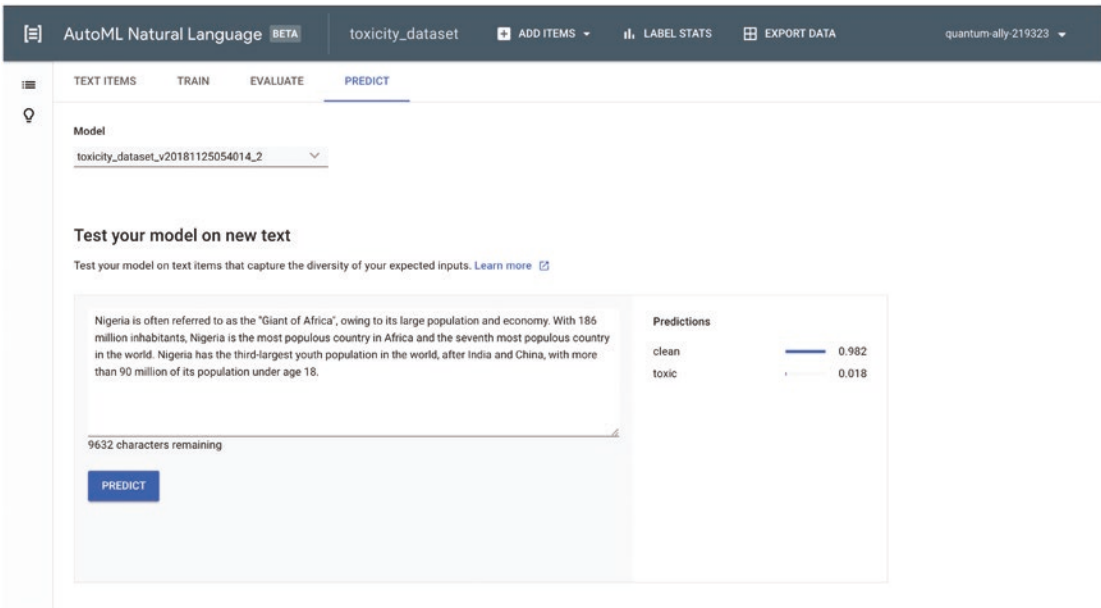 AutoML Natural Language BETA toxicity_dataset ADD ITEMS LABEL STATS EXPORT DATA quantum-ally-219323
TEXT ITEMS TRAIN EVALUATE PREDICT
Model
toxicity_dataset_v20181125054014_2
Test your model on new text
Test your model on text items that capture the diversity of your expected inputs. Learn more
Nigeria is often referred to as the "Giant of Africa", owing to its large population and economy. With 186
million inhabitants, Nigeria is the most populous country in Africa and the seventh most populous country
in the world. Nigeria has the third-largest youth population in the world, after India and China, with more
than 90 million of its population under age 18.
9632 characters remaining
PREDICT
Predictions
clean 0.982
toxic 0.018